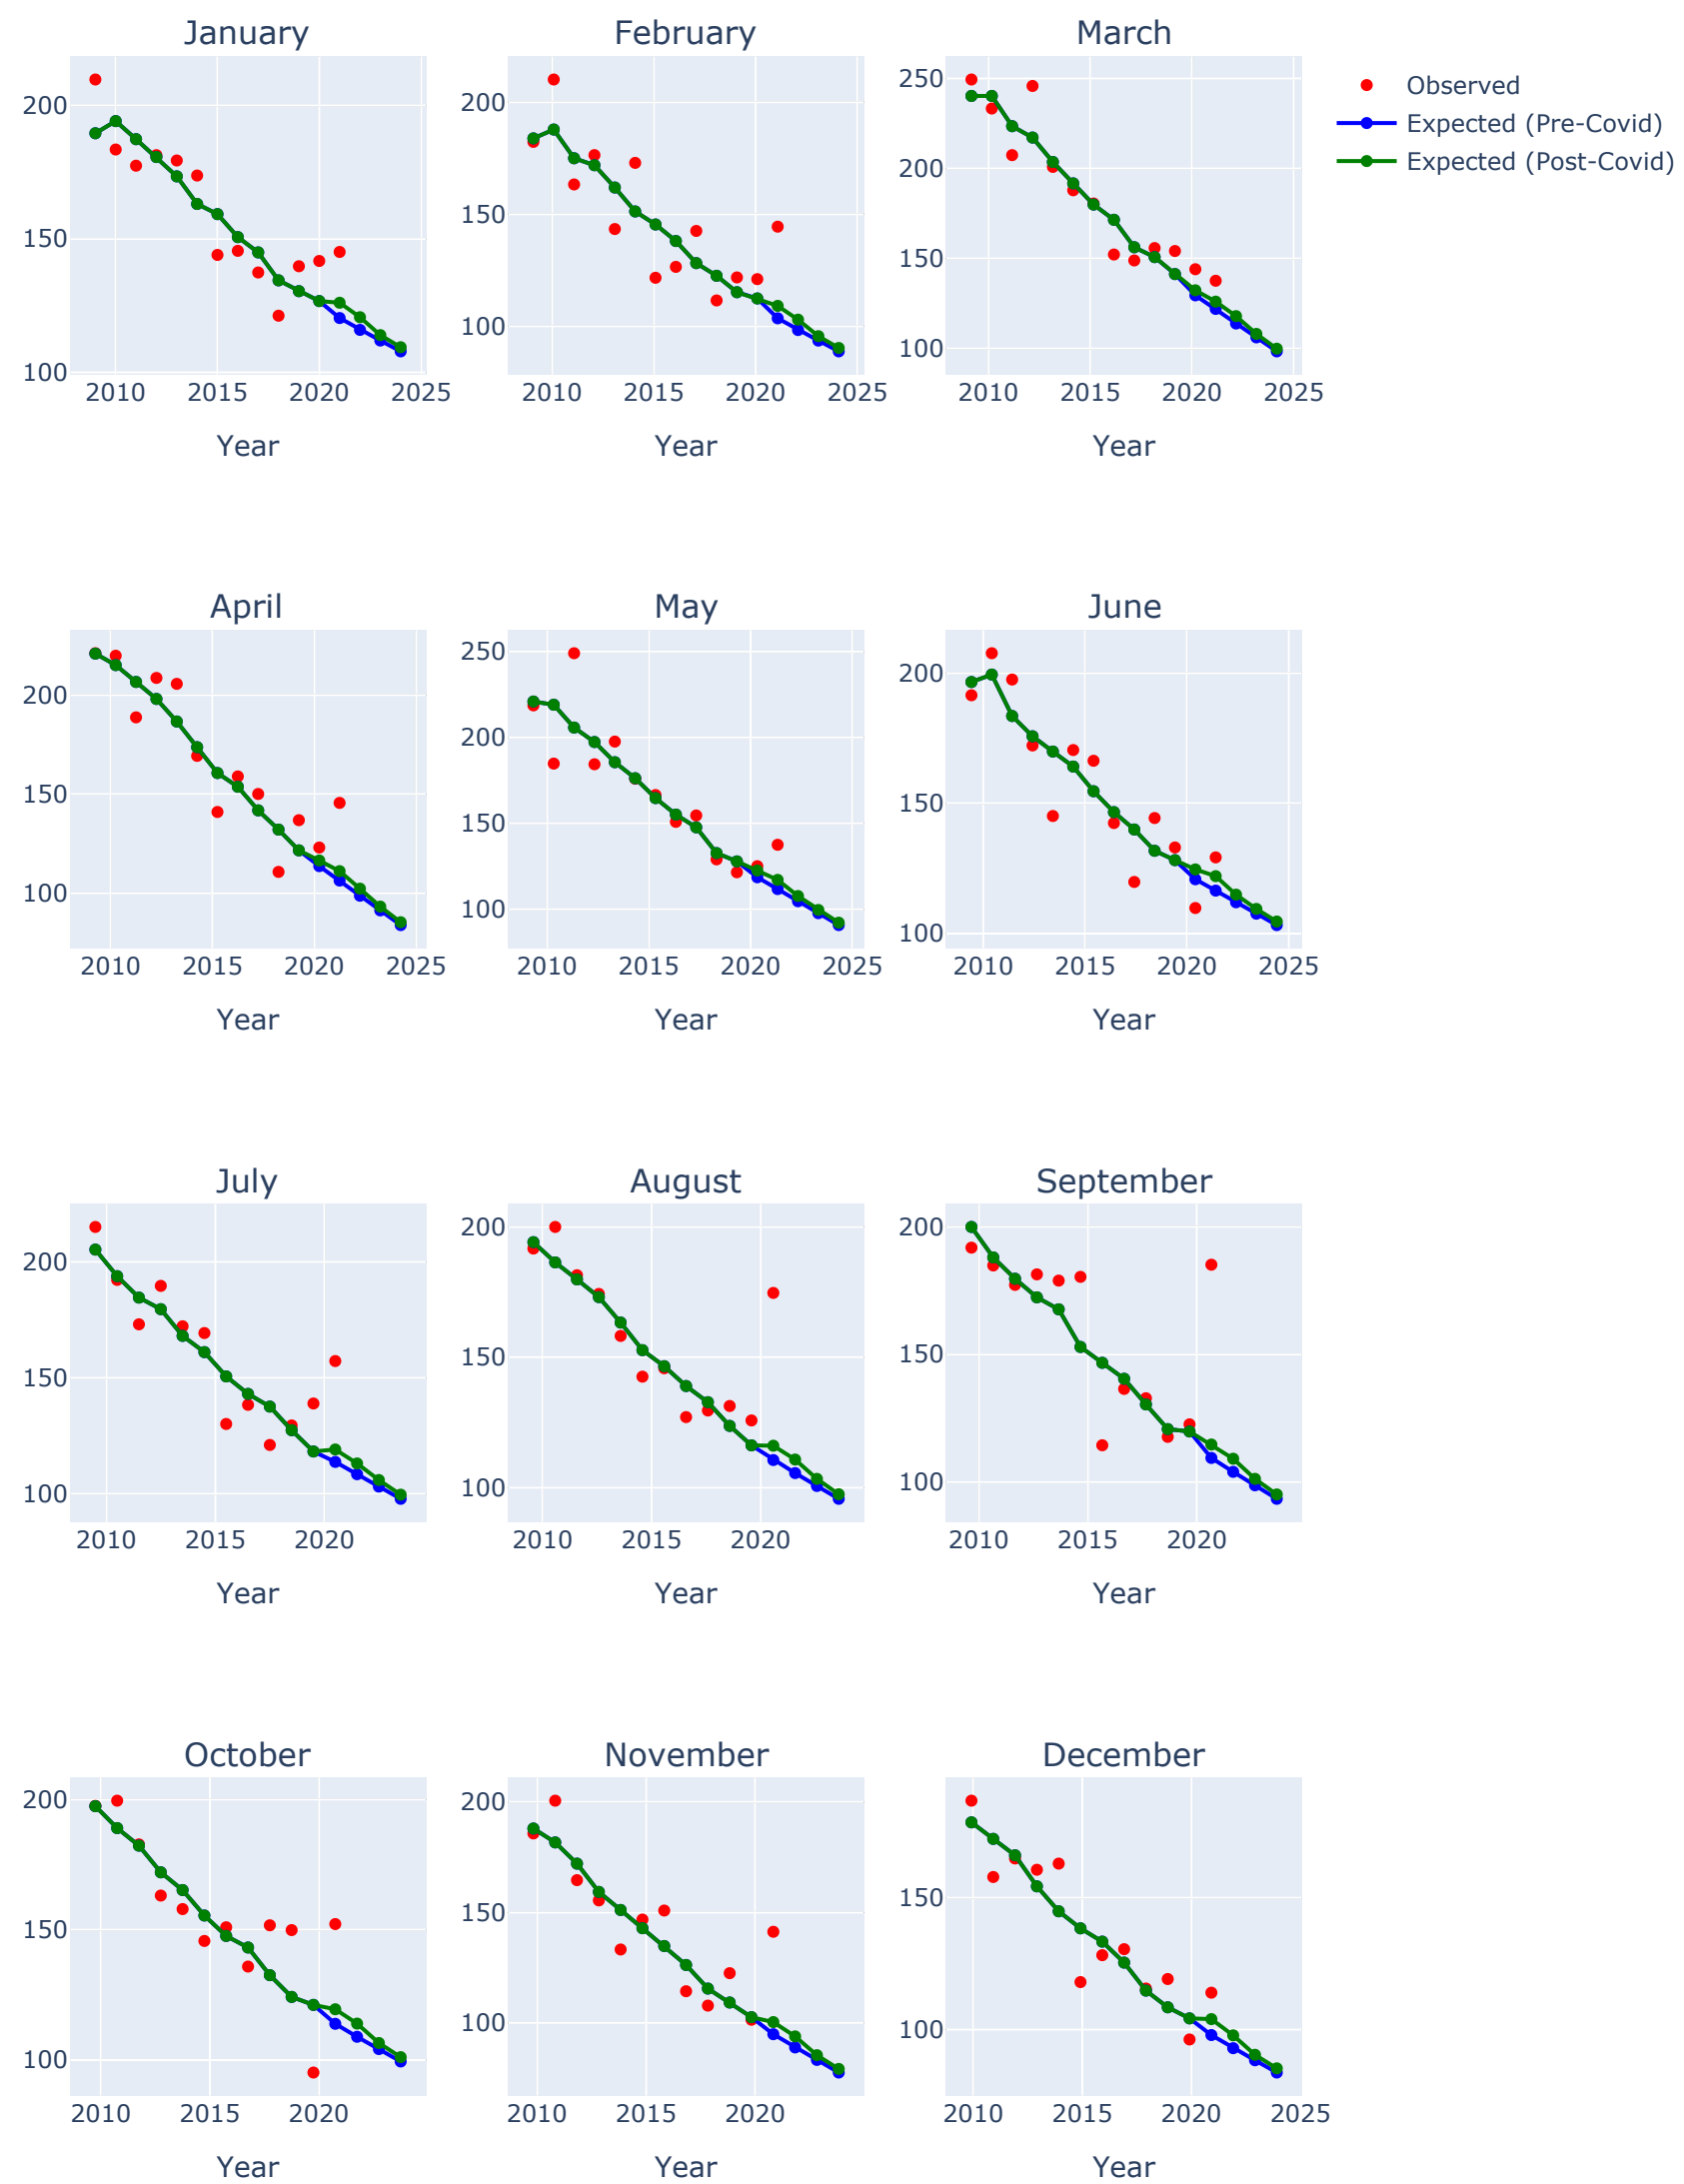 January
February
March
200
150
100
2010
2015
2020
2025
Year
200
150
100
2010
2015
2020
2025
Year
250
200
150
100
2010
2015
2020
2025
Year
Observed
Expected (Pre-Covid)
Expected (Post-Covid)
April
May
June
200
150
100
2010
2015
2020
2025
Year
250
200
150
100
2010
2015
2020
2025
Year
200
150
100
2010
2015
2020
2025
Year
July
August
September
200
150
100
2010
2015
2020
Year
200
150
100
2010
2015
2020
Year
200
150
100
2010
2015
2020
Year
October
November
December
200
150
100
2010
2015
2020
Year
200
150
100
2010
2015
2020
Year
150
100
2010
2015
2020
2025
Year